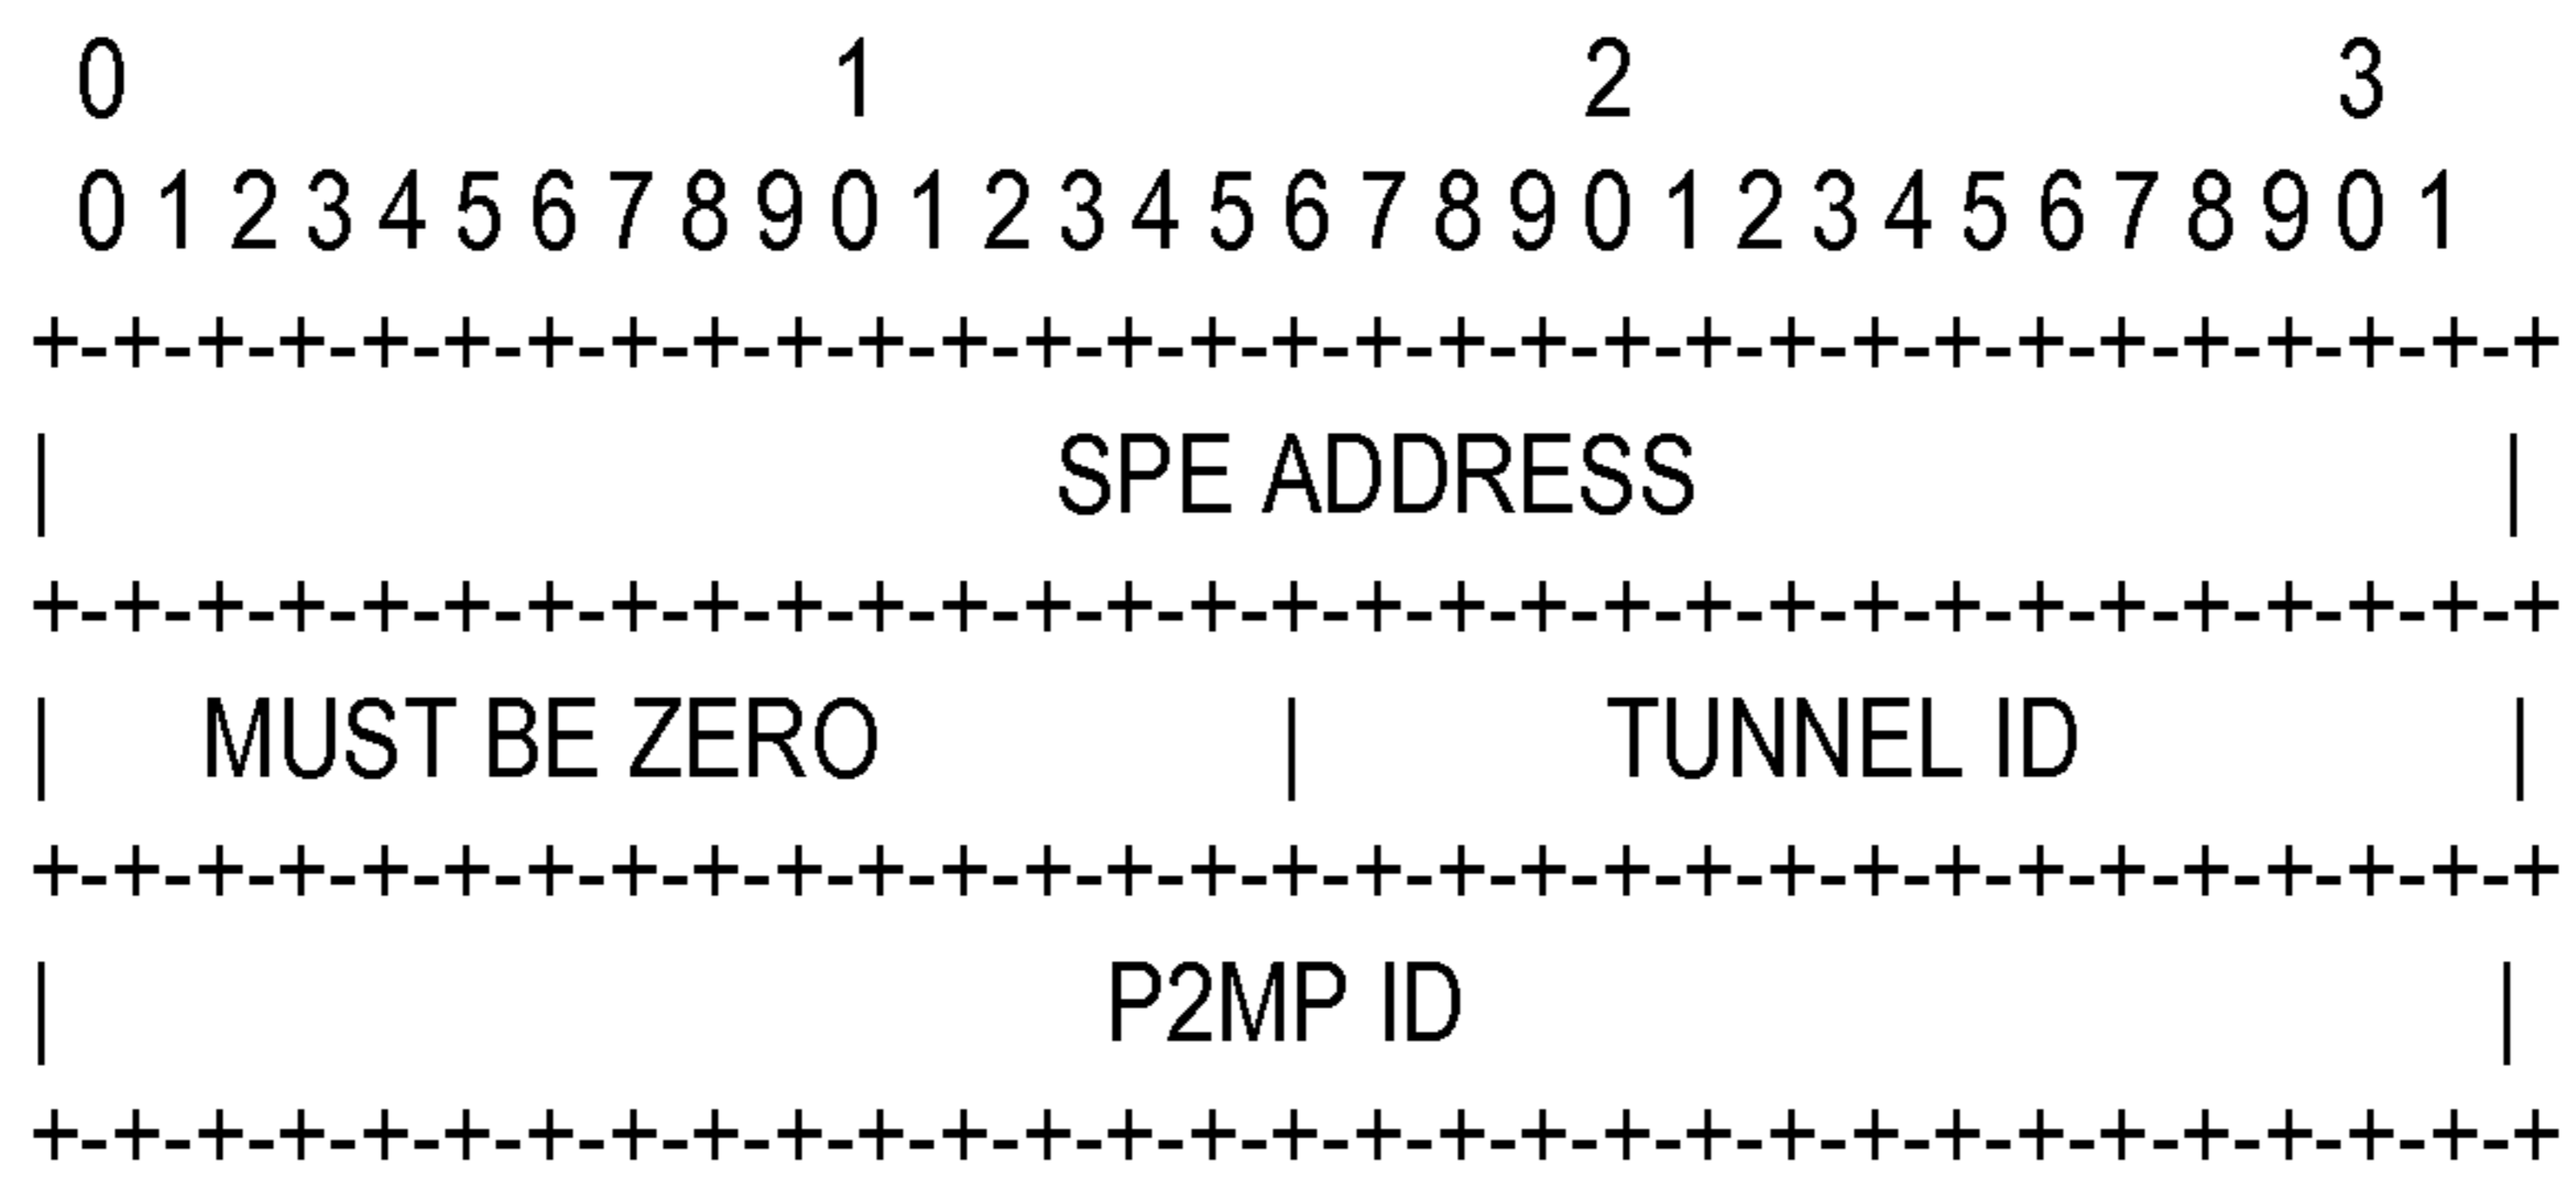 0 1 2 3
0 1 2 3 4 5 6 7 8 9 0 1 2 3 4 5 6 7 8 9 0 1 2 3 4 5 6 7 8 9 0 1
+-+-+-+-+-+-+-+-+-+-+-+-+-+-+-+-+-+-+-+-+-+-+-+-+-+-+-+-+-+-+
| SPE ADDRESS |
+-+-+-+-+-+-+-+-+-+-+-+-+-+-+-+-+-+-+-+-+-+-+-+-+-+-+-+-+-+-+
| MUST BE ZERO | TUNNEL ID |
+-+-+-+-+-+-+-+-+-+-+-+-+-+-+-+-+-+-+-+-+-+-+-+-+-+-+-+-+-+-+
| P2MP ID |
+-+-+-+-+-+-+-+-+-+-+-+-+-+-+-+-+-+-+-+-+-+-+-+-+-+-+-+-+-+-+